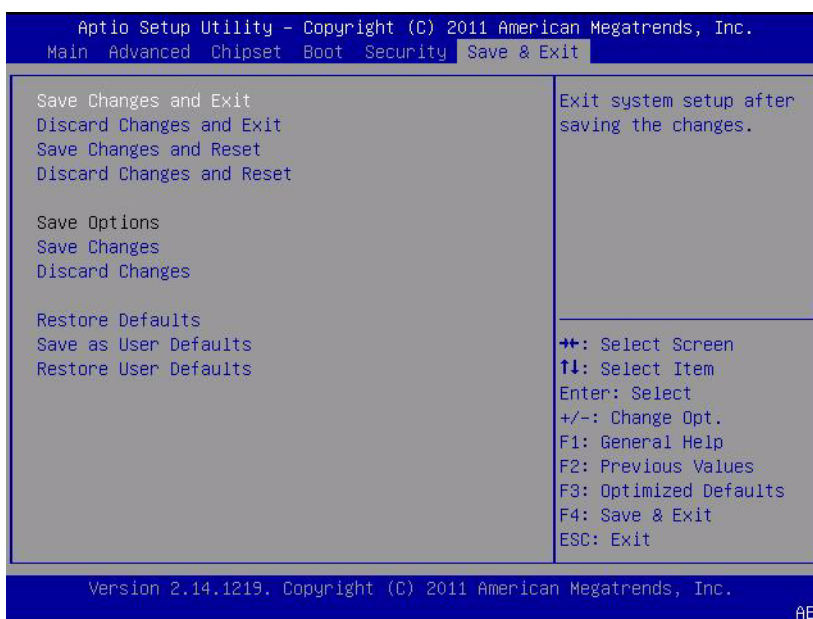 Aptio Setup Utility – Copyright (C) 2011 American Megatrends, Inc.
Main Advanced Chipset Boot Security Save & Exit
Save Changes and Exit
Discard Changes and Exit
Save Changes and Reset
Discard Changes and Reset
Save Options
Save Changes
Discard Changes
Restore Defaults
Save as User Defaults
Restore User Defaults
Exit system setup after
saving the changes.
→←: Select Screen
↑↓: Select Item
Enter: Select
+/-: Change Opt.
F1: General Help
F2: Previous Values
F3: Optimized Defaults
F4: Save & Exit
ESC: Exit
Version 2.14.1219. Copyright (C) 2011 American Megatrends, Inc.
AB